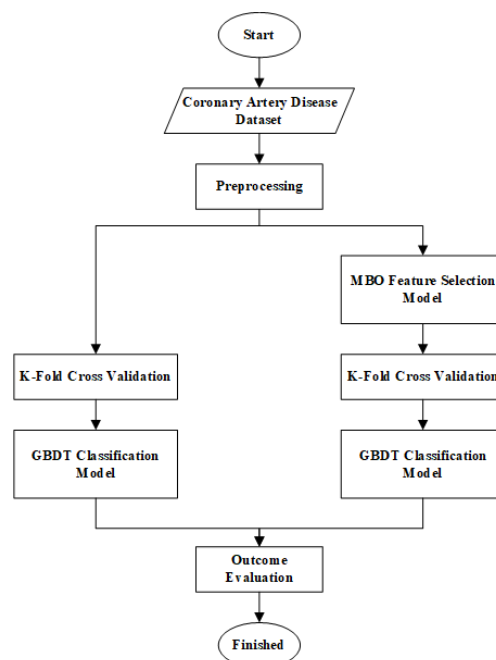 Start
Coronary Artery Disease
Dataset
Preprocessing
MBO Feature Selection
Model
K-Fold Cross Validation
K-Fold Cross Validation
GBDT Classification
Model
GBDT Classification
Model
Outcome
Evaluation
Finished